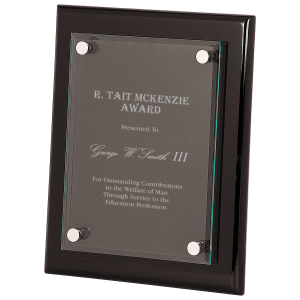 R. TAIT MCKENZIE
AWARD
Presented To
George W. Smith III
For Outstanding Contributions
to the Welfare of Man
Through Service to the
Education Profession